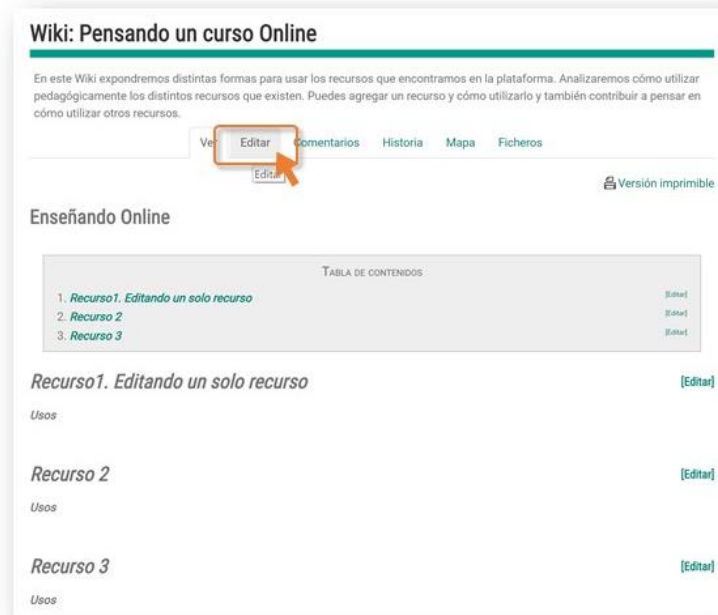 Wiki: Pensando un curso Online
En este Wiki expondremos distintas formas para usar los recursos que encontramos en la plataforma. Analizaremos cómo utilizar
pedagógicamente los distintos recursos que existen. Puedes agregar un recurso y cómo utilizarlo y también contribuir a pensar en
cómo utilizar otros recursos.
Ver Editar Comentarios Historia Mapa Ficheros
Editar
Versión imprimible
Enseñando Online
TABLA DE CONTENIDOS
1. Recurso1. Editando un solo recurso [Editar]
2. Recurso 2 [Editar]
3. Recurso 3 [Editar]
Recurso1. Editando un solo recurso [Editar]
Usos
Recurso 2 [Editar]
Usos
Recurso 3 [Editar]
Usos